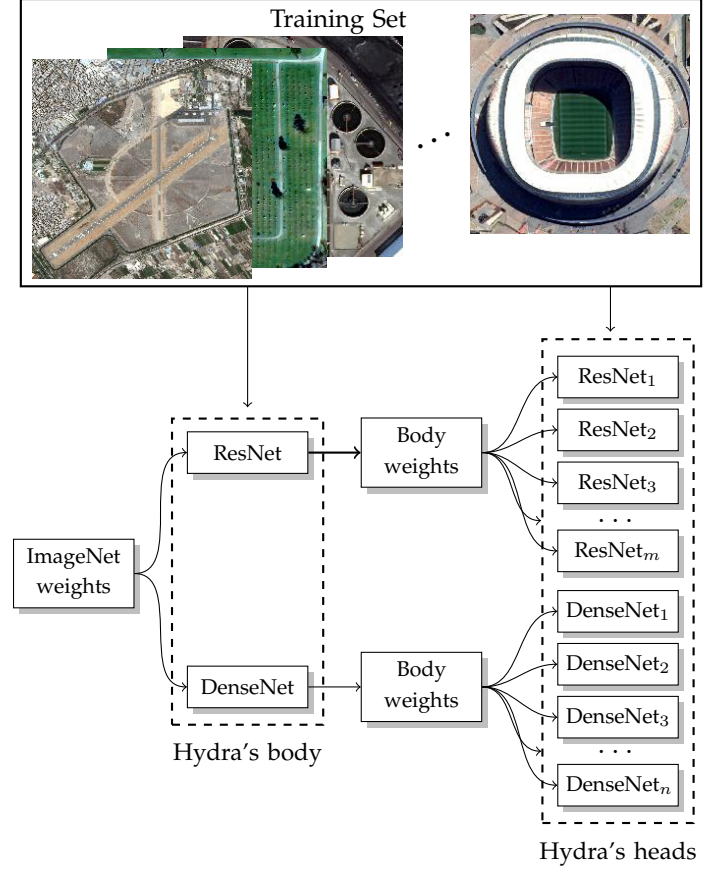 Training Set
. . .
ResNet₁
ResNet₂
ResNet₃
. . .
ResNetₘ
ResNet
Body
weights
ImageNet
weights
DenseNet
Body
weights
DenseNet₁
DenseNet₂
DenseNet₃
. . .
DenseNetₙ
Hydra's body
Hydra's heads